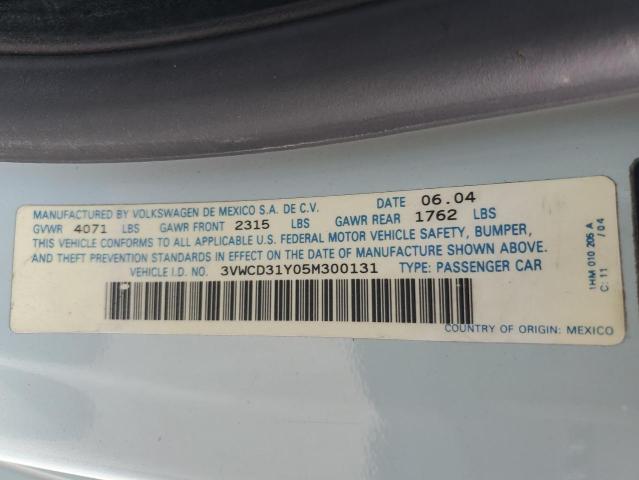 MANUFACTURED BY VOLKSWAGEN DE MEXICO S.A. DE C.V. DATE 06.04
GVWR 4071 LBS GAWR FRONT 2315 LBS GAWR REAR 1762 LBS
THIS VEHICLE CONFORMS TO ALL APPLICABLE U.S. FEDERAL MOTOR VEHICLE SAFETY, BUMPER,
AND THEFT PREVENTION STANDARDS IN EFFECT ON THE DATE OF MANUFACTURE SHOWN ABOVE.
VEHICLE I.D. NO. 3VWCD31Y05M300131 TYPE: PASSENGER CAR
COUNTRY OF ORIGIN: MEXICO
1HM 010 205 A
C: 11 / 04